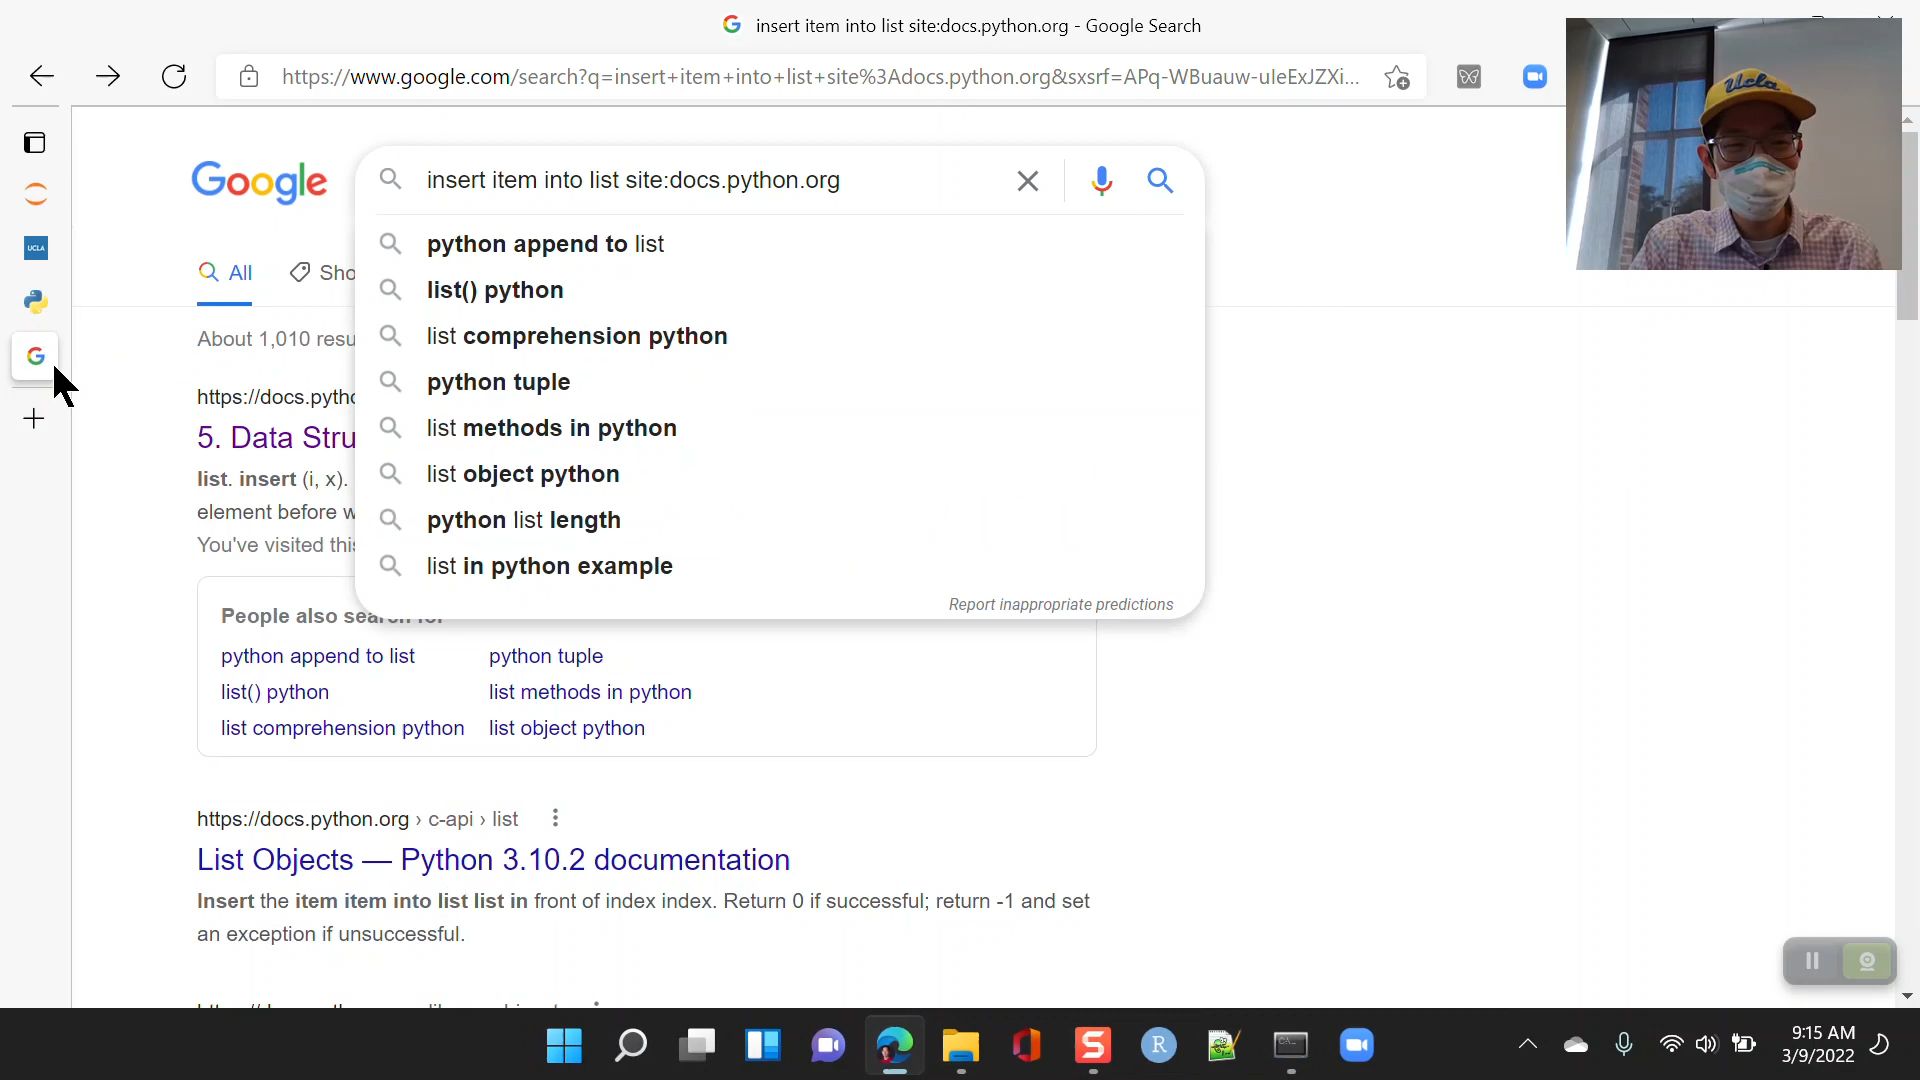 insert item into list site:docs.python.org - Google Search
https://www.google.com/search?q=insert+item+into+list+site%3Adocs.python.org&sxsrf=APq-WBuauw-uIeExJZXi...
Ucla
UCLA
Google
insert item into list site:docs.python.org
python append to list
list() python
list comprehension python
python tuple
list methods in python
list object python
python list length
list in python example
Report inappropriate predictions
All
Sho
About 1,010 resu
https://docs.pytho
5. Data Stru
list. insert (i, x).
element before w
You've visited this
People also search for
python append to list
python tuple
list() python
list methods in python
list comprehension python
list object python
https://docs.python.org › c-api › list
List Objects — Python 3.10.2 documentation
Insert the item item into list list in front of index index. Return 0 if successful; return -1 and set
an exception if unsuccessful.
9:15 AM
3/9/2022